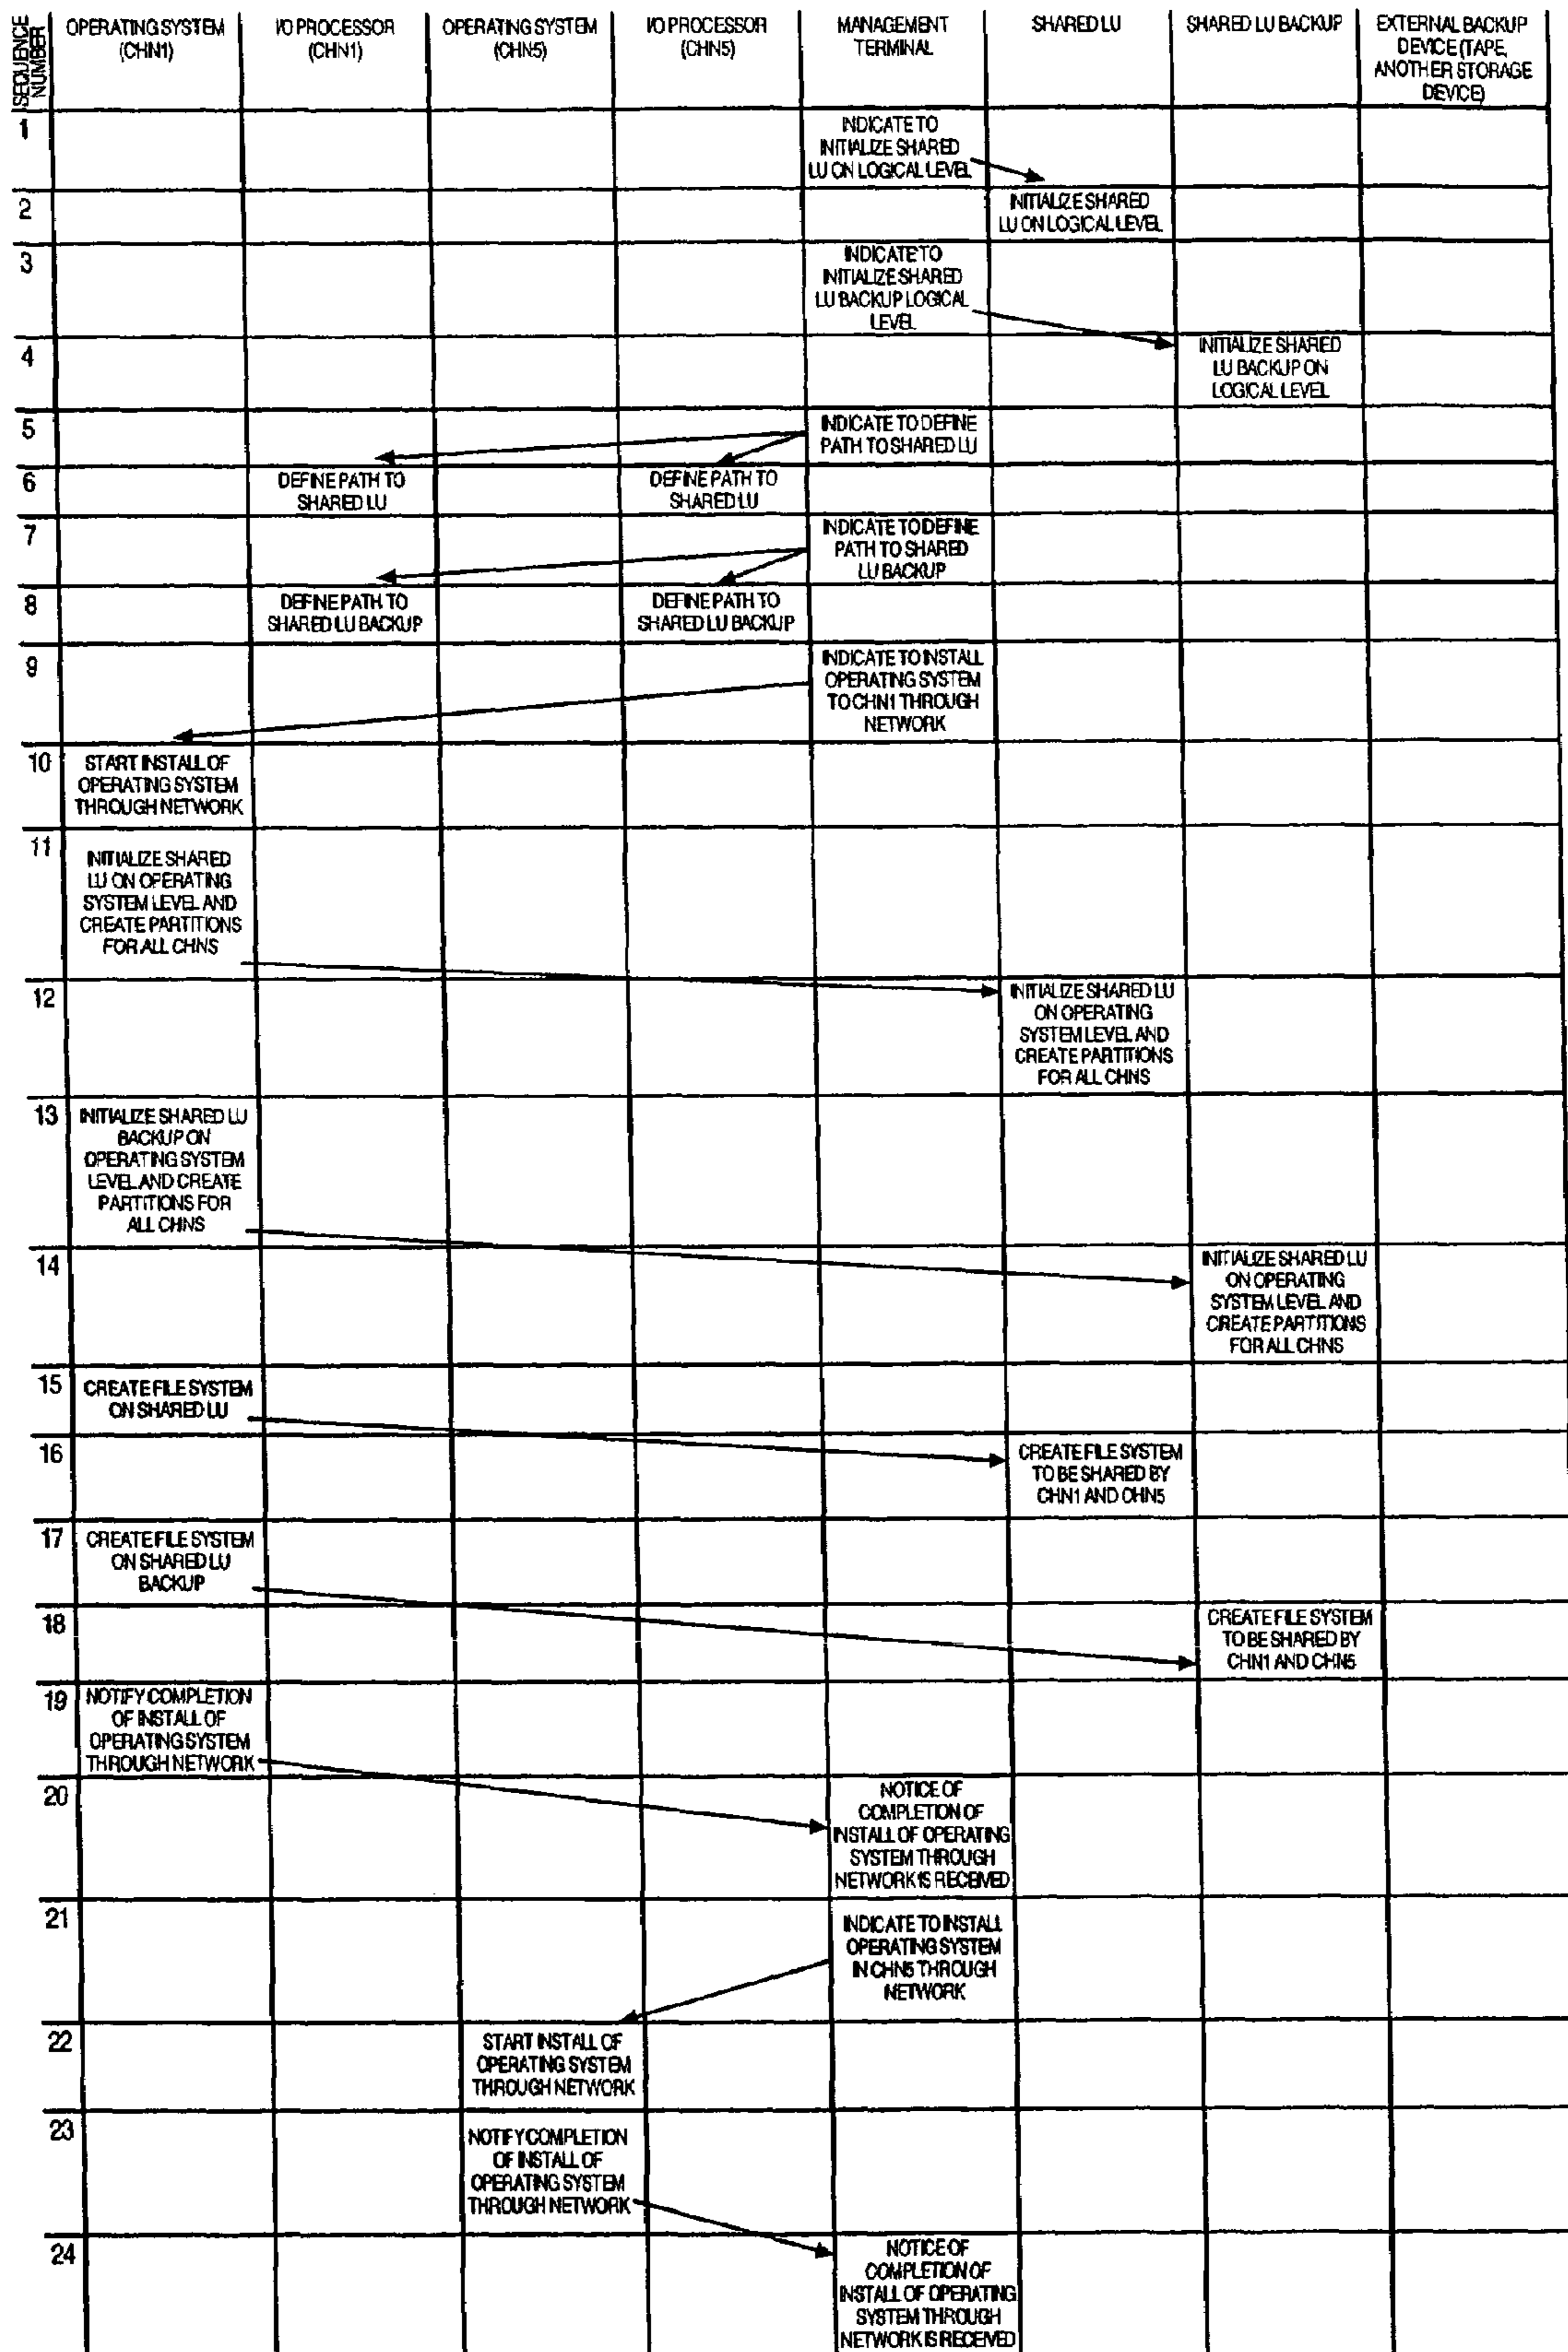 SEQUENCE
NUMBER
OPERATING SYSTEM
(CHN1)
I/O PROCESSOR
(CHN1)
OPERATING SYSTEM
(CHN5)
I/O PROCESSOR
(CHN5)
MANAGEMENT
TERMINAL
SHARED LU
SHARED LU BACKUP
EXTERNAL BACKUP
DEVICE (TAPE,
ANOTHER STORAGE
DEVICE)
1
INDICATE TO
INITIALIZE SHARED
LU ON LOGICAL LEVEL
2
INITIALIZE SHARED
LU ON LOGICAL LEVEL
3
INDICATE TO
INITIALIZE SHARED
LU BACKUP LOGICAL
LEVEL
4
INITIALIZE SHARED
LU BACKUP ON
LOGICAL LEVEL
5
INDICATE TO DEFINE
PATH TO SHARED LU
6
DEFINE PATH TO
SHARED LU
DEFINE PATH TO
SHARED LU
7
INDICATE TO DEFINE
PATH TO SHARED
LU BACKUP
8
DEFINE PATH TO
SHARED LU BACKUP
DEFINE PATH TO
SHARED LU BACKUP
9
INDICATE TO INSTALL
OPERATING SYSTEM
TO CHN1 THROUGH
NETWORK
10
START INSTALL OF
OPERATING SYSTEM
THROUGH NETWORK
11
INITIALIZE SHARED
LU ON OPERATING
SYSTEM LEVEL AND
CREATE PARTITIONS
FOR ALL CHNS
12
INITIALIZE SHARED LU
ON OPERATING
SYSTEM LEVEL AND
CREATE PARTITIONS
FOR ALL CHNS
13
INITIALIZE SHARED LU
BACKUP ON
OPERATING SYSTEM
LEVEL AND CREATE
PARTITIONS FOR
ALL CHNS
14
INITIALIZE SHARED LU
ON OPERATING
SYSTEM LEVEL AND
CREATE PARTITIONS
FOR ALL CHNS
15
CREATE FILE SYSTEM
ON SHARED LU
16
CREATE FILE SYSTEM
TO BE SHARED BY
CHN1 AND CHN5
17
CREATE FILE SYSTEM
ON SHARED LU
BACKUP
18
CREATE FILE SYSTEM
TO BE SHARED BY
CHN1 AND CHN5
19
NOTIFY COMPLETION
OF INSTALL OF
OPERATING SYSTEM
THROUGH NETWORK
20
NOTICE OF
COMPLETION OF
INSTALL OF OPERATING
SYSTEM THROUGH
NETWORK IS RECEIVED
21
INDICATE TO INSTALL
OPERATING SYSTEM
IN CHN5 THROUGH
NETWORK
22
START INSTALL OF
OPERATING SYSTEM
THROUGH NETWORK
23
NOTIFY COMPLETION
OF INSTALL OF
OPERATING SYSTEM
THROUGH NETWORK
24
NOTICE OF
COMPLETION OF
INSTALL OF OPERATING
SYSTEM THROUGH
NETWORK IS RECEIVED